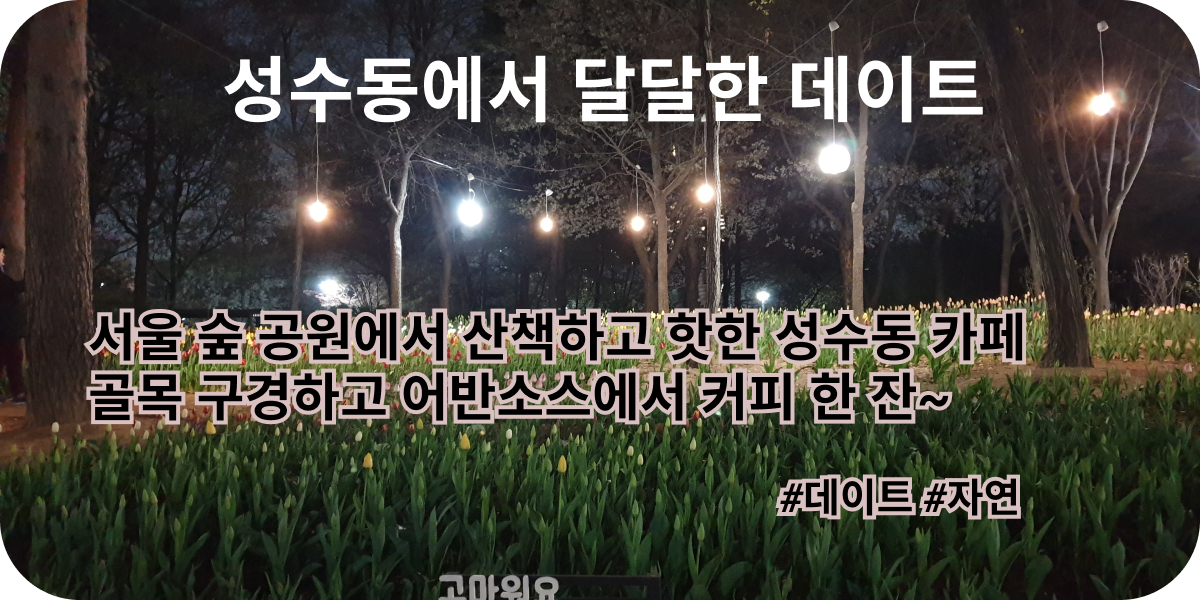 성수동에서 달달한 데이트
서울 숲 공원에서 산책하고 핫한 성수동 카페
골목 구경하고 어반소스에서 커피 한 잔~
#데이트 #자연
고마워요